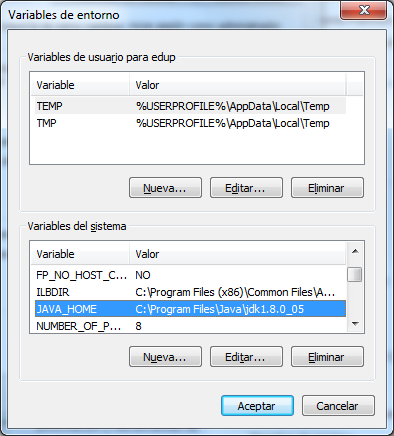 Variables de entorno
Variables de usuario para edup
Variable Valor
TEMP %USERPROFILE%\AppData\Local\Temp
TMP %USERPROFILE%\AppData\Local\Temp
Nueva... Editar... Eliminar
Variables del sistema
Variable Valor
FP_NO_HOST_C... NO
ILBDIR C:\Program Files (x86)\Common Files\A...
JAVA_HOME C:\Program Files\Java\jdk1.8.0_05
NUMBER_OF_P... 8
Nueva... Editar... Eliminar
Aceptar Cancelar